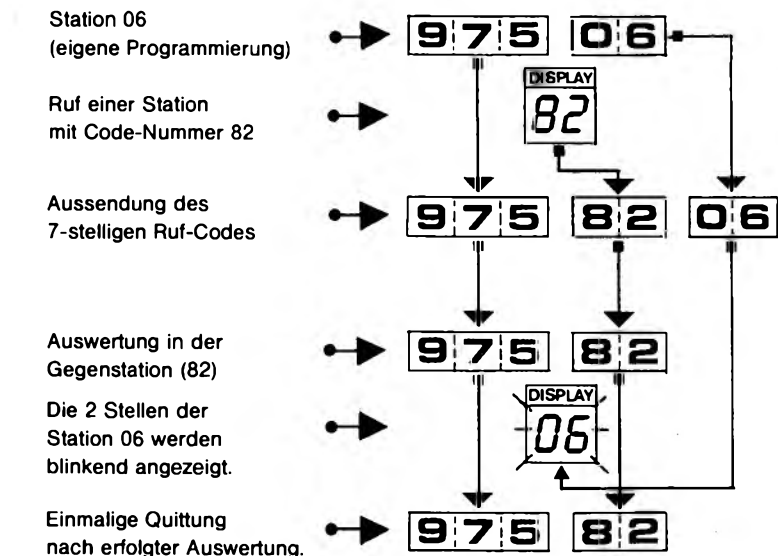 Station 06
(eigene Programmierung)
975 06
DISPLAY
82
Ruf einer Station
mit Code-Nummer 82
Aussendung des
7-stelligen Ruf-Codes
975 82 06
Auswertung in der
Gegenstation (82)
975 82
Die 2 Stellen der
Station 06 werden
blinkend angezeigt.
DISPLAY
06
Einmalige Quittung
nach erfolgter Auswertung.
975 82